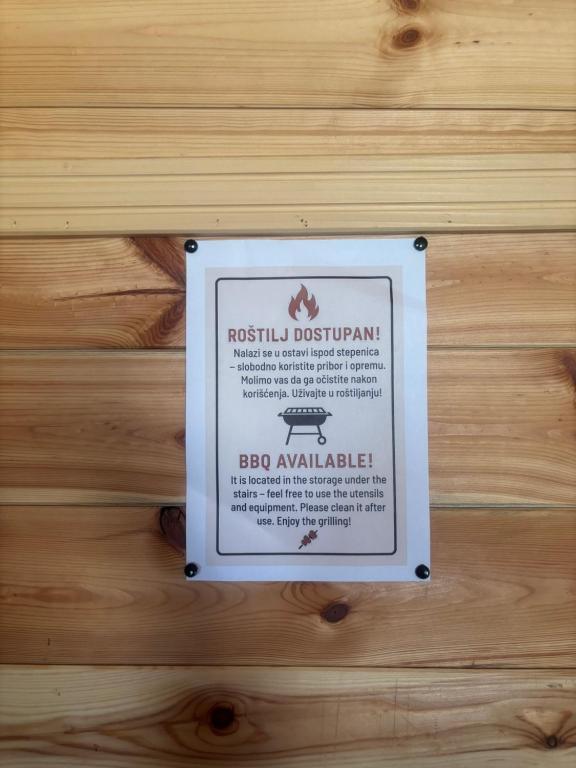 ROŠTILJ DOSTUPAN!
Nalazi se u ostavi ispod stepenica
– slobodno koristite pribor i opremu.
Molimo vas da ga očistite nakon
korišćenja. Uživajte u roštiljanju!
BBQ AVAILABLE!
It is located in the storage under the
stairs – feel free to use the utensils
and equipment. Please clean it after
use. Enjoy the grilling!